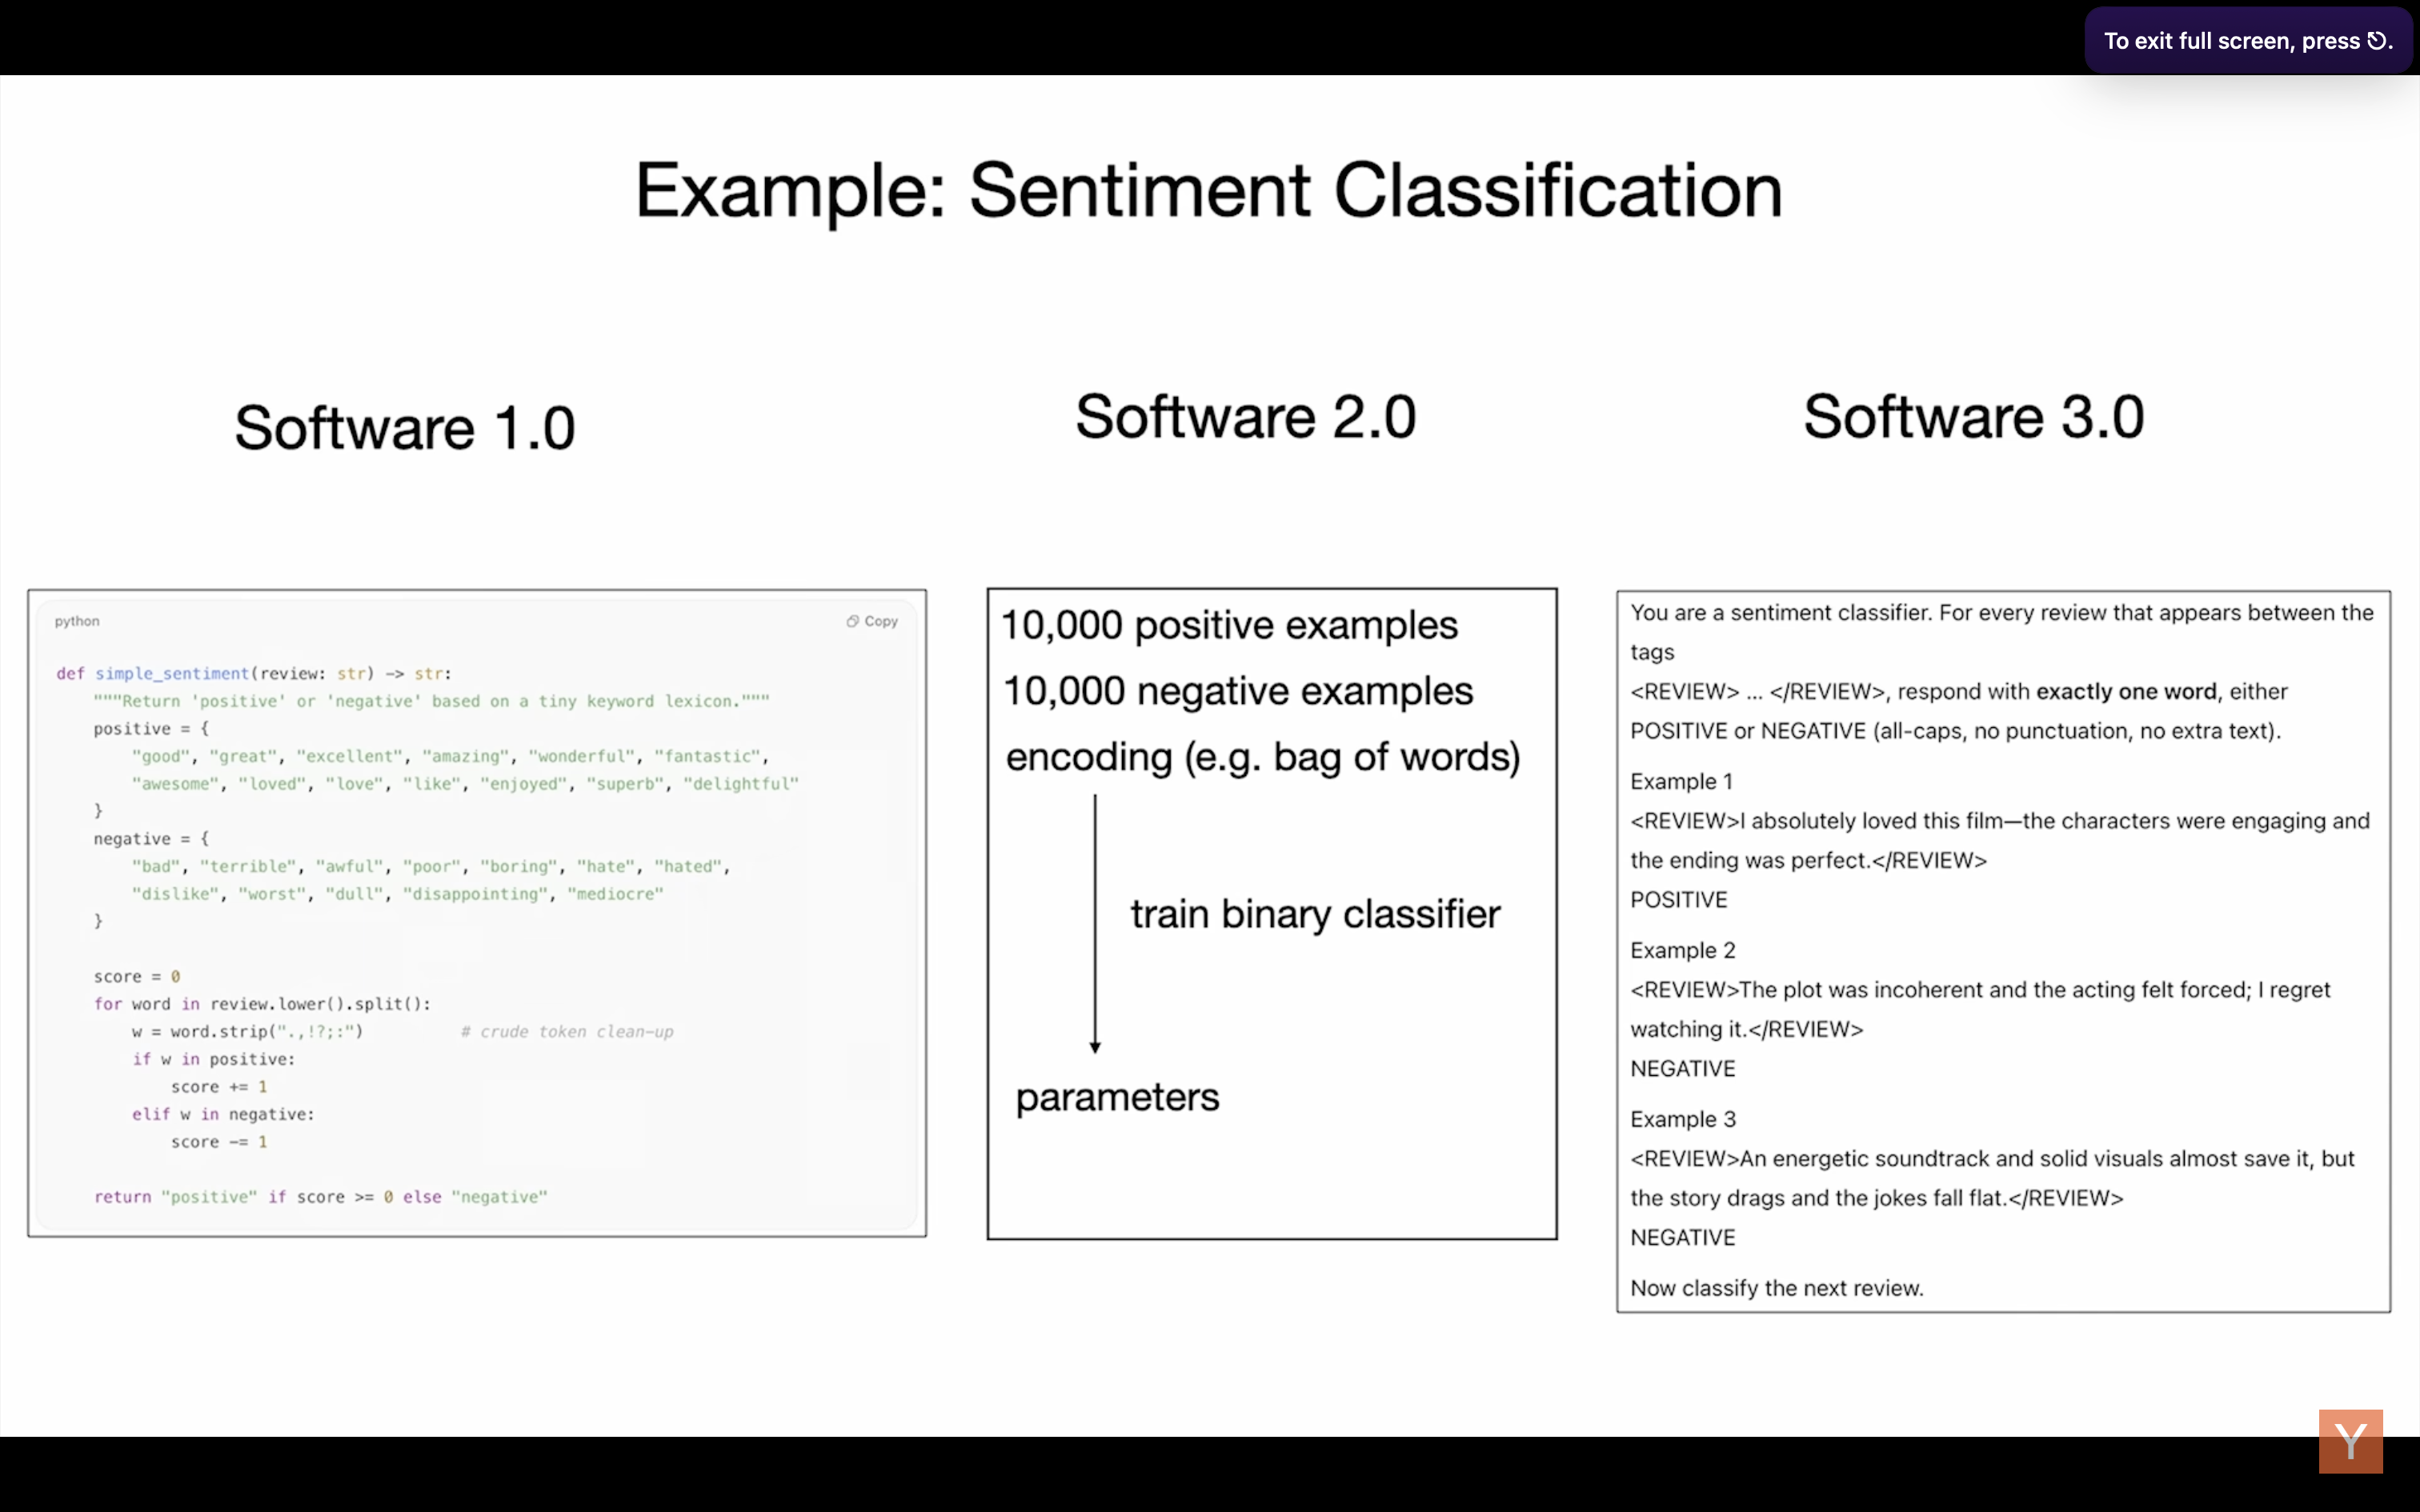 To exit full screen, press ⎋.
Example: Sentiment Classification
Software 1.0
python
Copy
def simple_sentiment(review: str) -> str:
    """Return 'positive' or 'negative' based on a tiny keyword lexicon."""
    positive = {
        "good", "great", "excellent", "amazing", "wonderful", "fantastic",
        "awesome", "loved", "love", "like", "enjoyed", "superb", "delightful"
    }
    negative = {
        "bad", "terrible", "awful", "poor", "boring", "hate", "hated",
        "dislike", "worst", "dull", "disappointing", "mediocre"
    }
    score = 0
    for word in review.lower().split():
        w = word.strip(".,!?;:")          # crude token clean-up
        if w in positive:
            score += 1
        elif w in negative:
            score -= 1
    return "positive" if score >= 0 else "negative"
Software 2.0
10,000 positive examples
10,000 negative examples
encoding (e.g. bag of words)
train binary classifier
parameters
Software 3.0
You are a sentiment classifier. For every review that appears between the
tags
<REVIEW> ... </REVIEW>, respond with exactly one word, either
POSITIVE or NEGATIVE (all-caps, no punctuation, no extra text).
Example 1
<REVIEW>I absolutely loved this film—the characters were engaging and
the ending was perfect.</REVIEW>
POSITIVE
Example 2
<REVIEW>The plot was incoherent and the acting felt forced; I regret
watching it.</REVIEW>
NEGATIVE
Example 3
<REVIEW>An energetic soundtrack and solid visuals almost save it, but
the story drags and the jokes fall flat.</REVIEW>
NEGATIVE
Now classify the next review.
Y